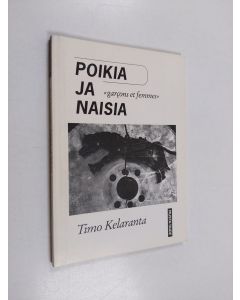 POIKIA
JA
«garçons et femmes»
NAISIA
Timo Kelaranta